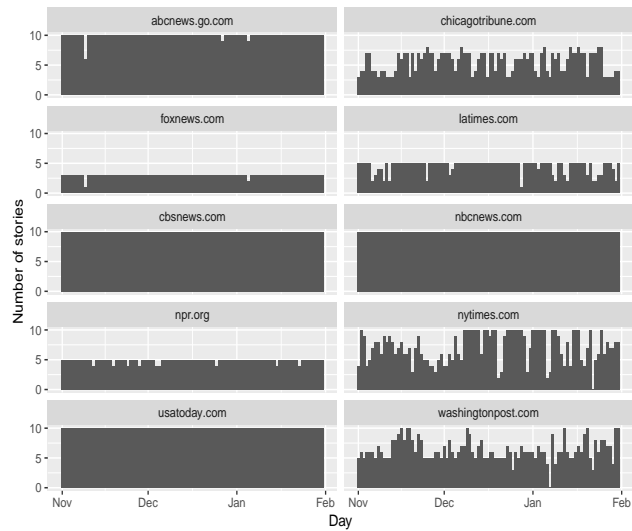 abcnews.go.com
chicagotribune.com
10
5
0
foxnews.com
latimes.com
10
5
0
cbsnews.com
nbcnews.com
10
5
0
npr.org
nytimes.com
10
5
0
usatoday.com
washingtonpost.com
10
5
0
Nov
Dec
Jan
Feb
Nov
Dec
Jan
Feb
Day
Number of stories